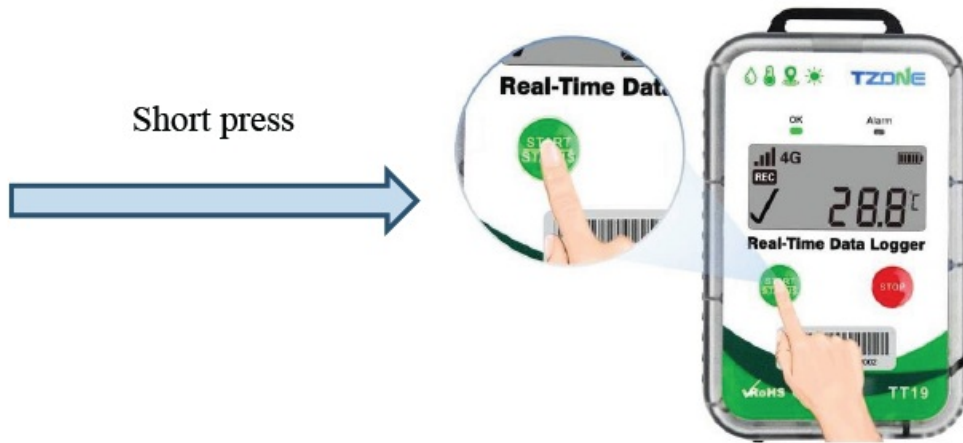 Short press
Real-Time Data
START
STATUS
TZONE
OK
Alarm
4G
REC
28.8℃
Real-Time Data Logger
START
STATUS
STOP
RoHS
TT19